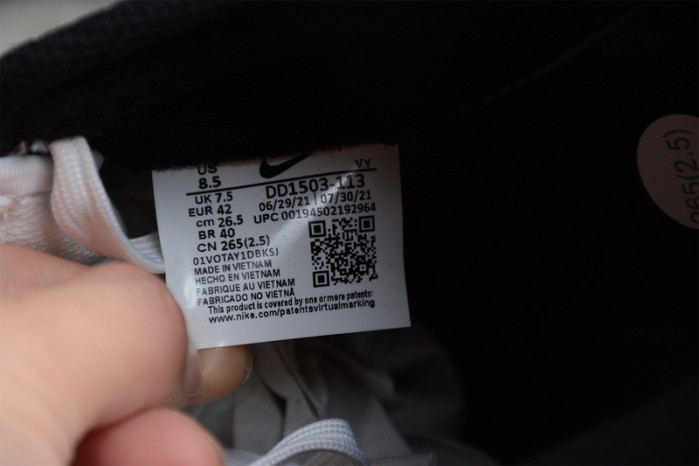 US VY
8.5 DD1503-113
UK 7.5 06/29/21 | 07/30/21
EUR 42 UPC 00194502192964
cm 26.5
BR 40
CN 265(2.5)
01VOTAY1DBKSJ
MADE IN VIETNAM
HECHO EN VIETNAM
FABRIQUE AU VIETNAM
FABRICADO NO VIETNÃ
This product is covered by one or more patents:
www.nike.com/patentsvirtualmarking
265(2.5)